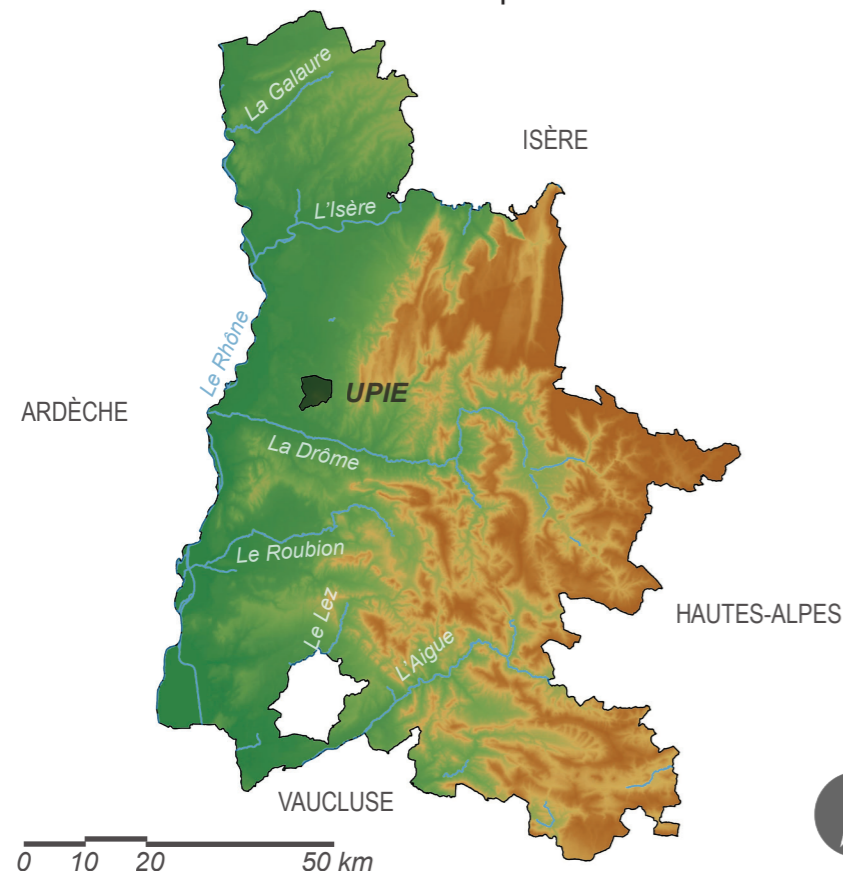 La Galaure
ISÈRE
L'Isère
Le Rhône
UPIE
ARDÈCHE
La Drôme
Le Roubion
Le Lez
HAUTES-ALPES
L'Aigue
VAUCLUSE
0 10 20 50 km